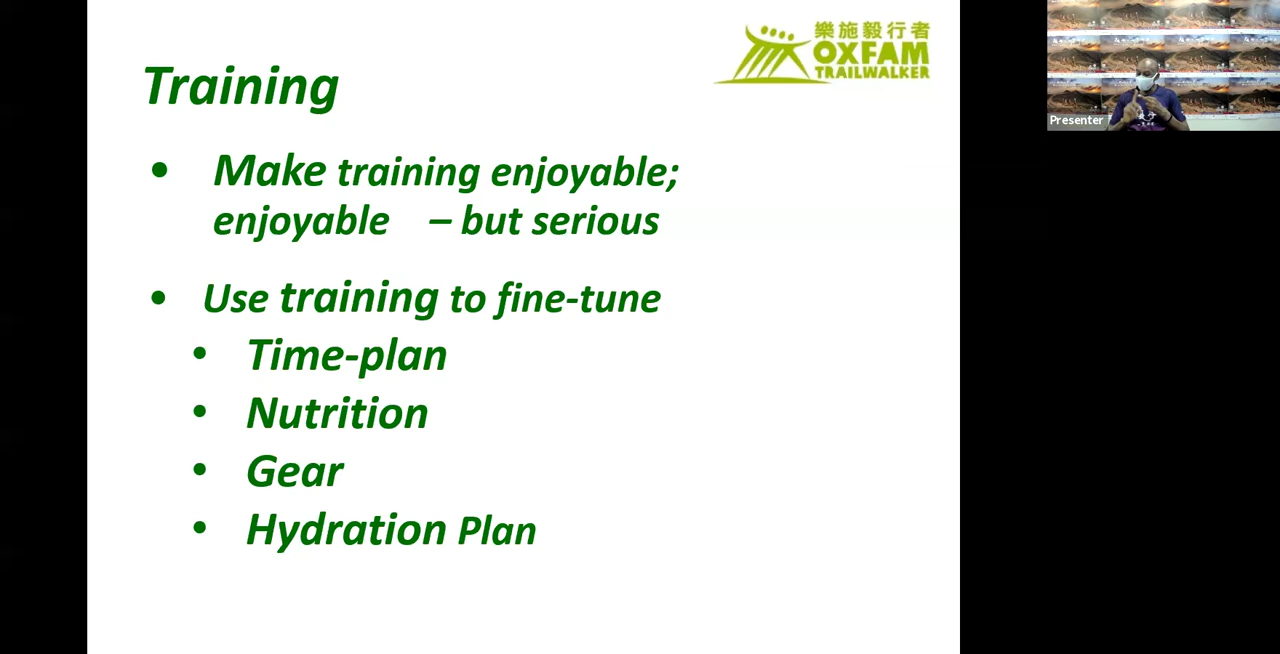 樂施毅行者
OXFAM
TRAILWALKER
Training
• Make training enjoyable;
enjoyable – but serious
• Use training to fine-tune
• Time-plan
• Nutrition
• Gear
• Hydration Plan
Presenter